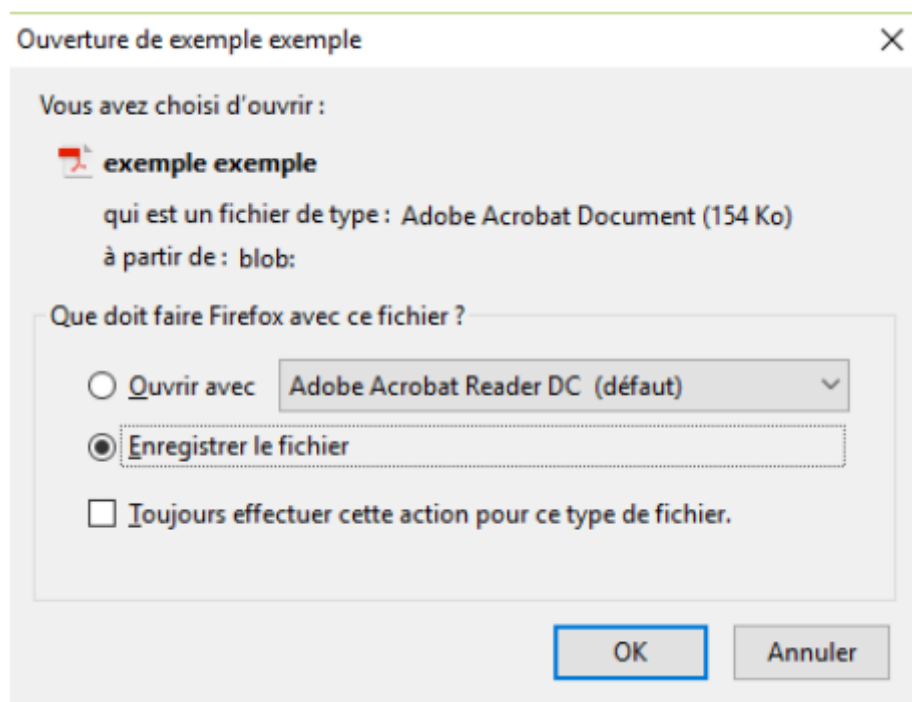 Ouverture de exemple exemple
Vous avez choisi d'ouvrir :
exemple exemple
qui est un fichier de type : Adobe Acrobat Document (154 Ko)
à partir de : blob:
Que doit faire Firefox avec ce fichier ?
Ouvrir avec Adobe Acrobat Reader DC (défaut)
Enregistrer le fichier
Toujours effectuer cette action pour ce type de fichier.
OK Annuler